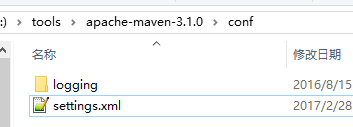 :) › tools › apache-maven-3.1.0 › conf
名称 修改日期
logging 2016/8/15
settings.xml 2017/2/28